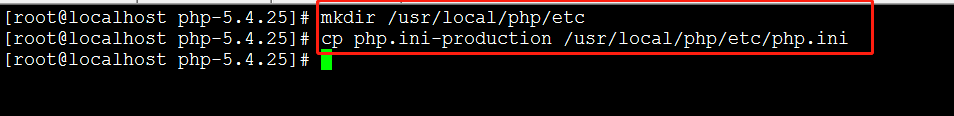 [root@localhost php-5.4.25]# mkdir /usr/local/php/etc
[root@localhost php-5.4.25]# cp php.ini-production /usr/local/php/etc/php.ini
[root@localhost php-5.4.25]#